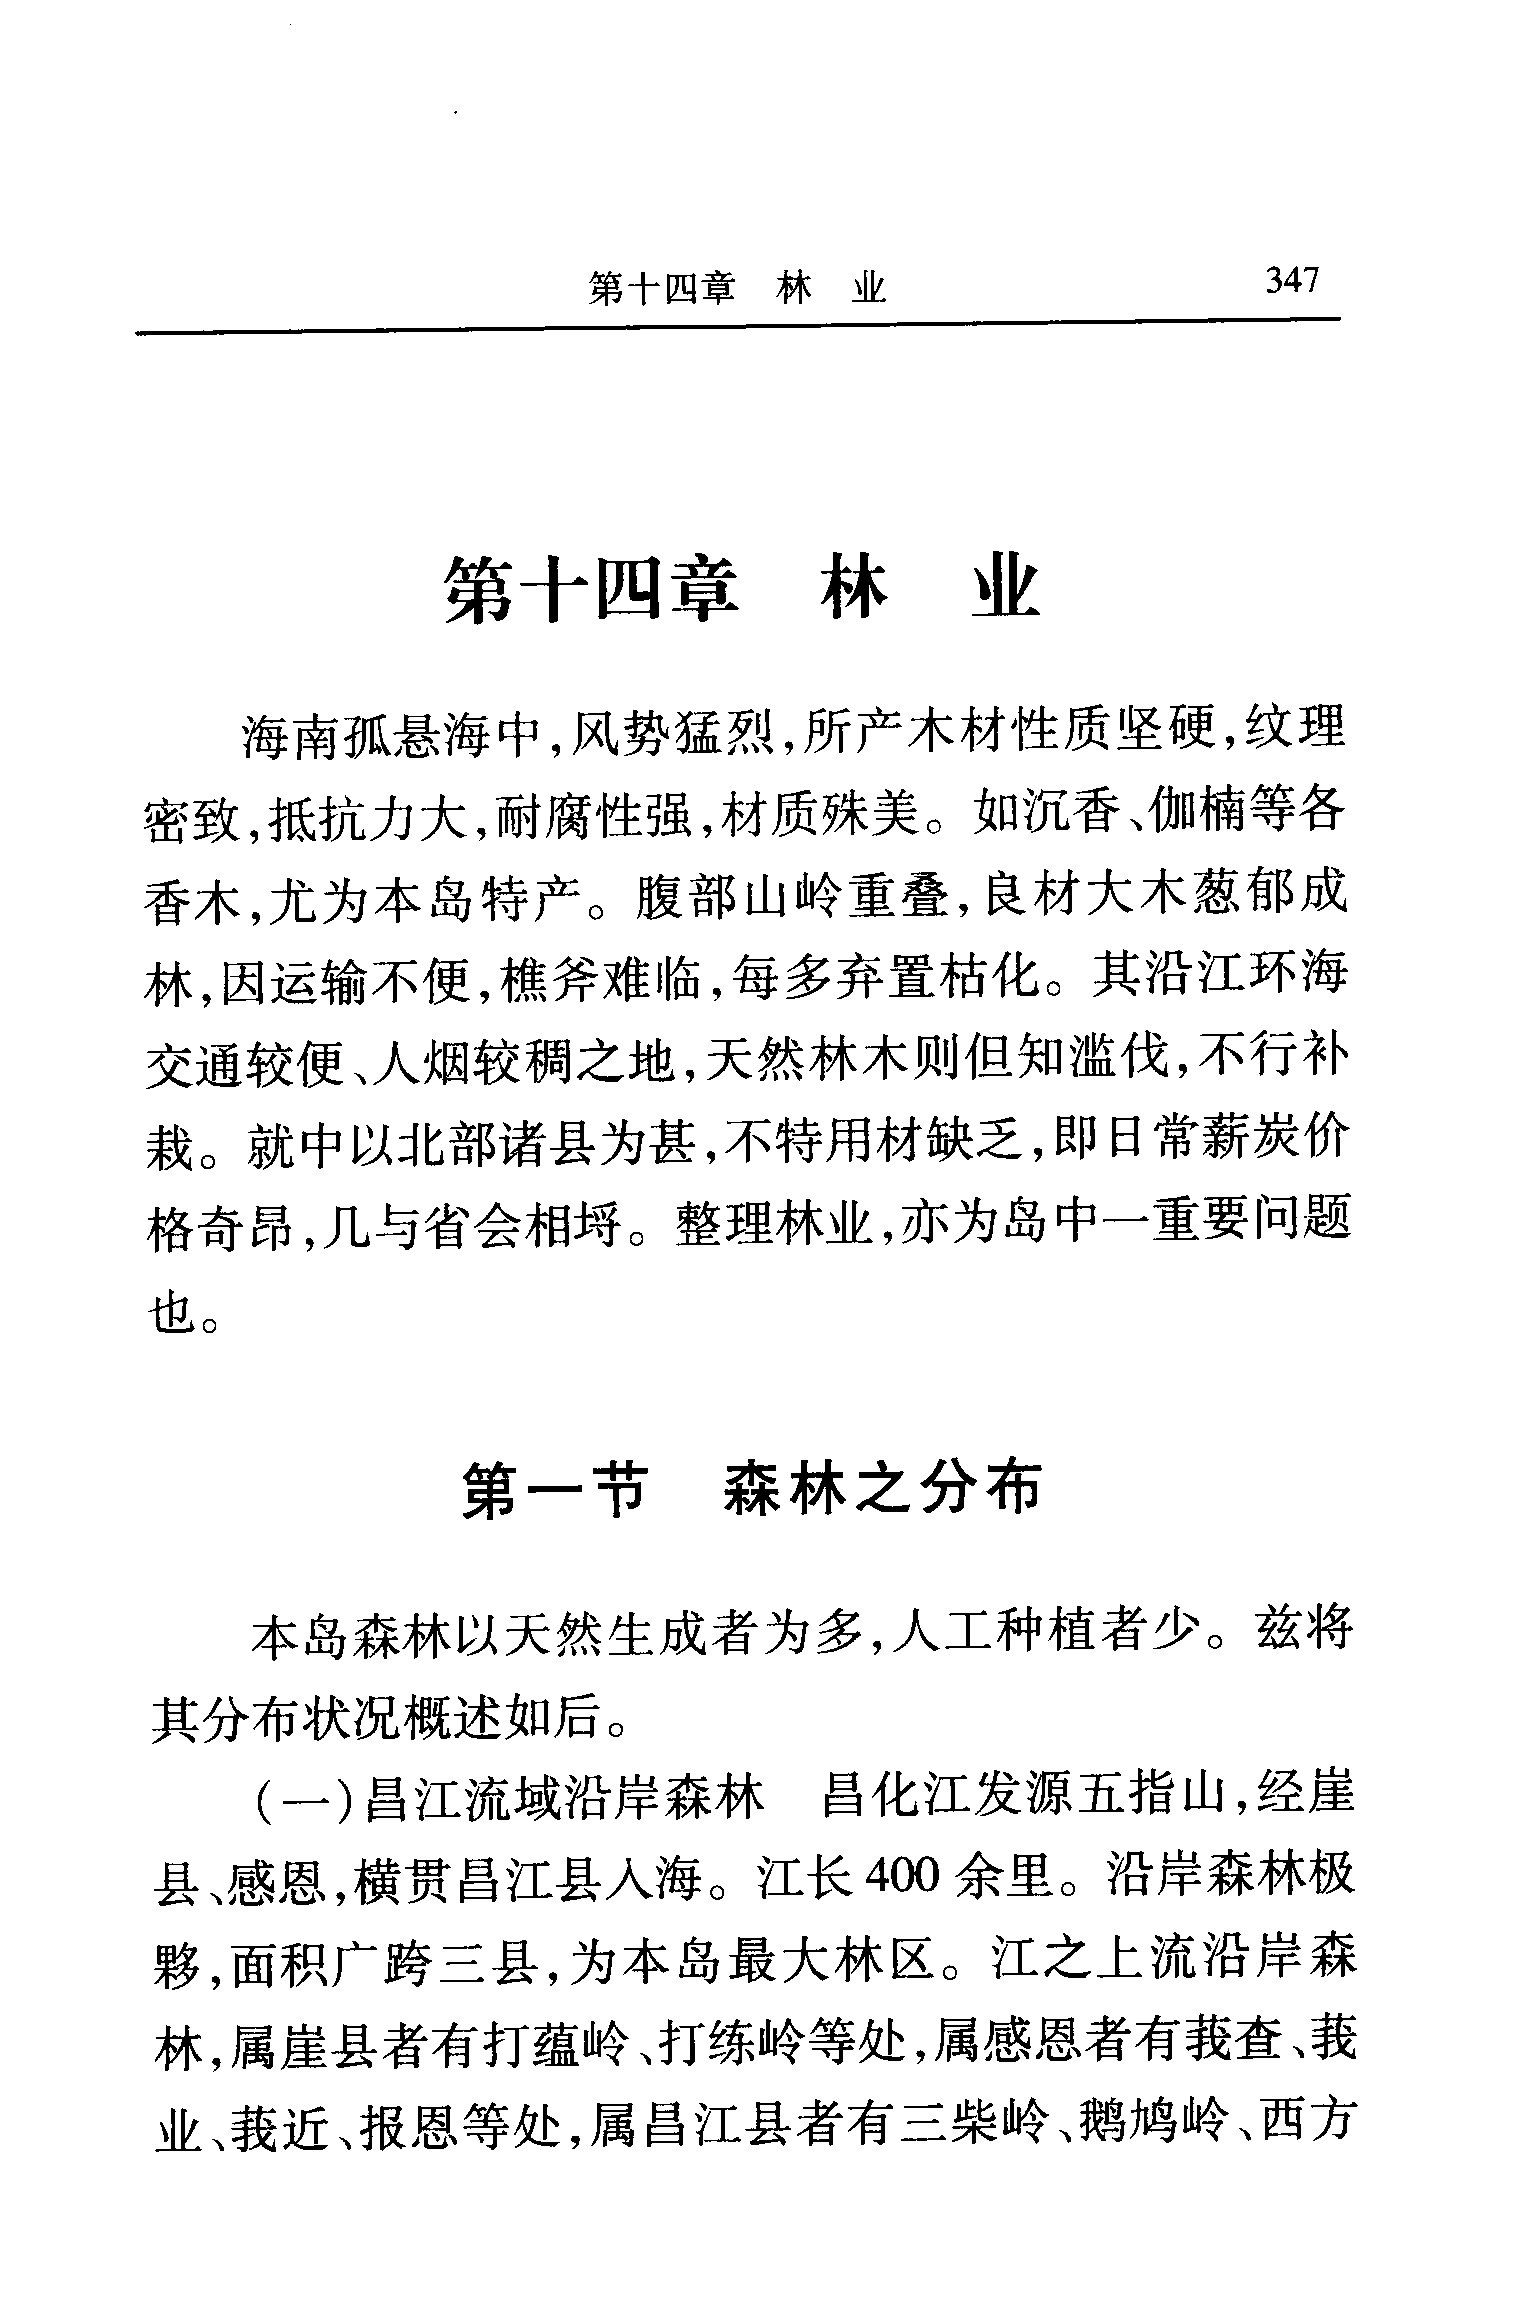 第十四章 林 业 347
第十四章 林 业
海南孤悬海中,风势猛烈,所产木材性质坚硬,纹理
密致,抵抗力大,耐腐性强,材质殊美。如沉香、伽楠等各
香木,尤为本岛特产。腹部山岭重叠,良材大木葱郁成
林,因运输不便,樵斧难临,每多弃置枯化。其沿江环海
交通较便、人烟较稠之地,天然林木则但知滥伐,不行补
栽。就中以北部诸县为甚,不特用材缺乏,即日常薪炭价
格奇昂,几与省会相埒。整理林业,亦为岛中一重要问题
也。
第一节 森林之分布
本岛森林以天然生成者为多,人工种植者少。兹将
其分布状况概述如后。
(一)昌江流域沿岸森林 昌化江发源五指山,经崖
县、感恩,横贯昌江县入海。江长 400 余里。沿岸森林极
夥,面积广跨三县,为本岛最大林区。江之上流沿岸森
林,属崖县者有打蕴岭、打练岭等处,属感恩者有莪查、莪
业、莪近、报恩等处,属昌江县者有三柴岭、鹅鸠岭、西方